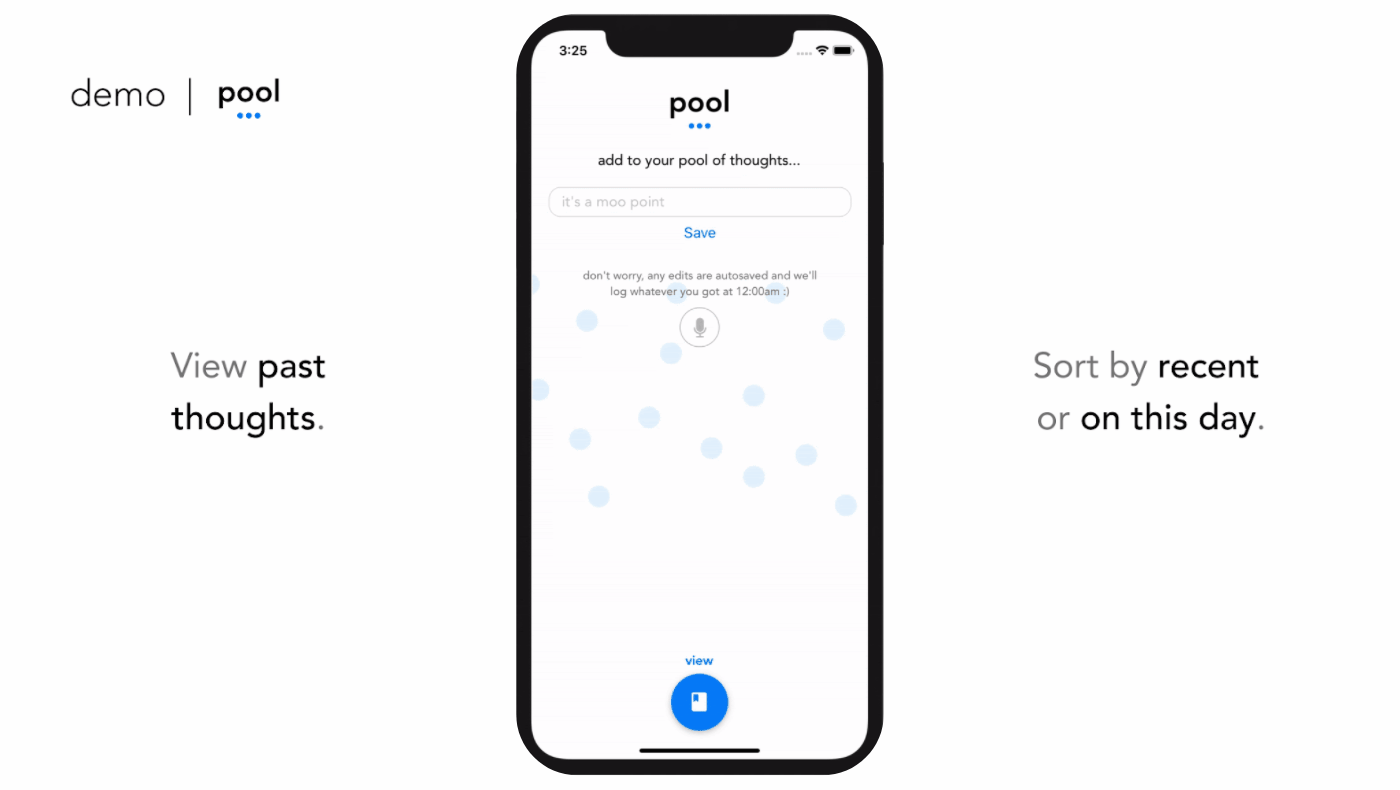 demo | pool
3:25
pool
add to your pool of thoughts...
it's a moo point
Save
don't worry, any edits are autosaved and we'll
log whatever you got at 12:00am :)
view
View past
thoughts.
Sort by recent
or on this day.